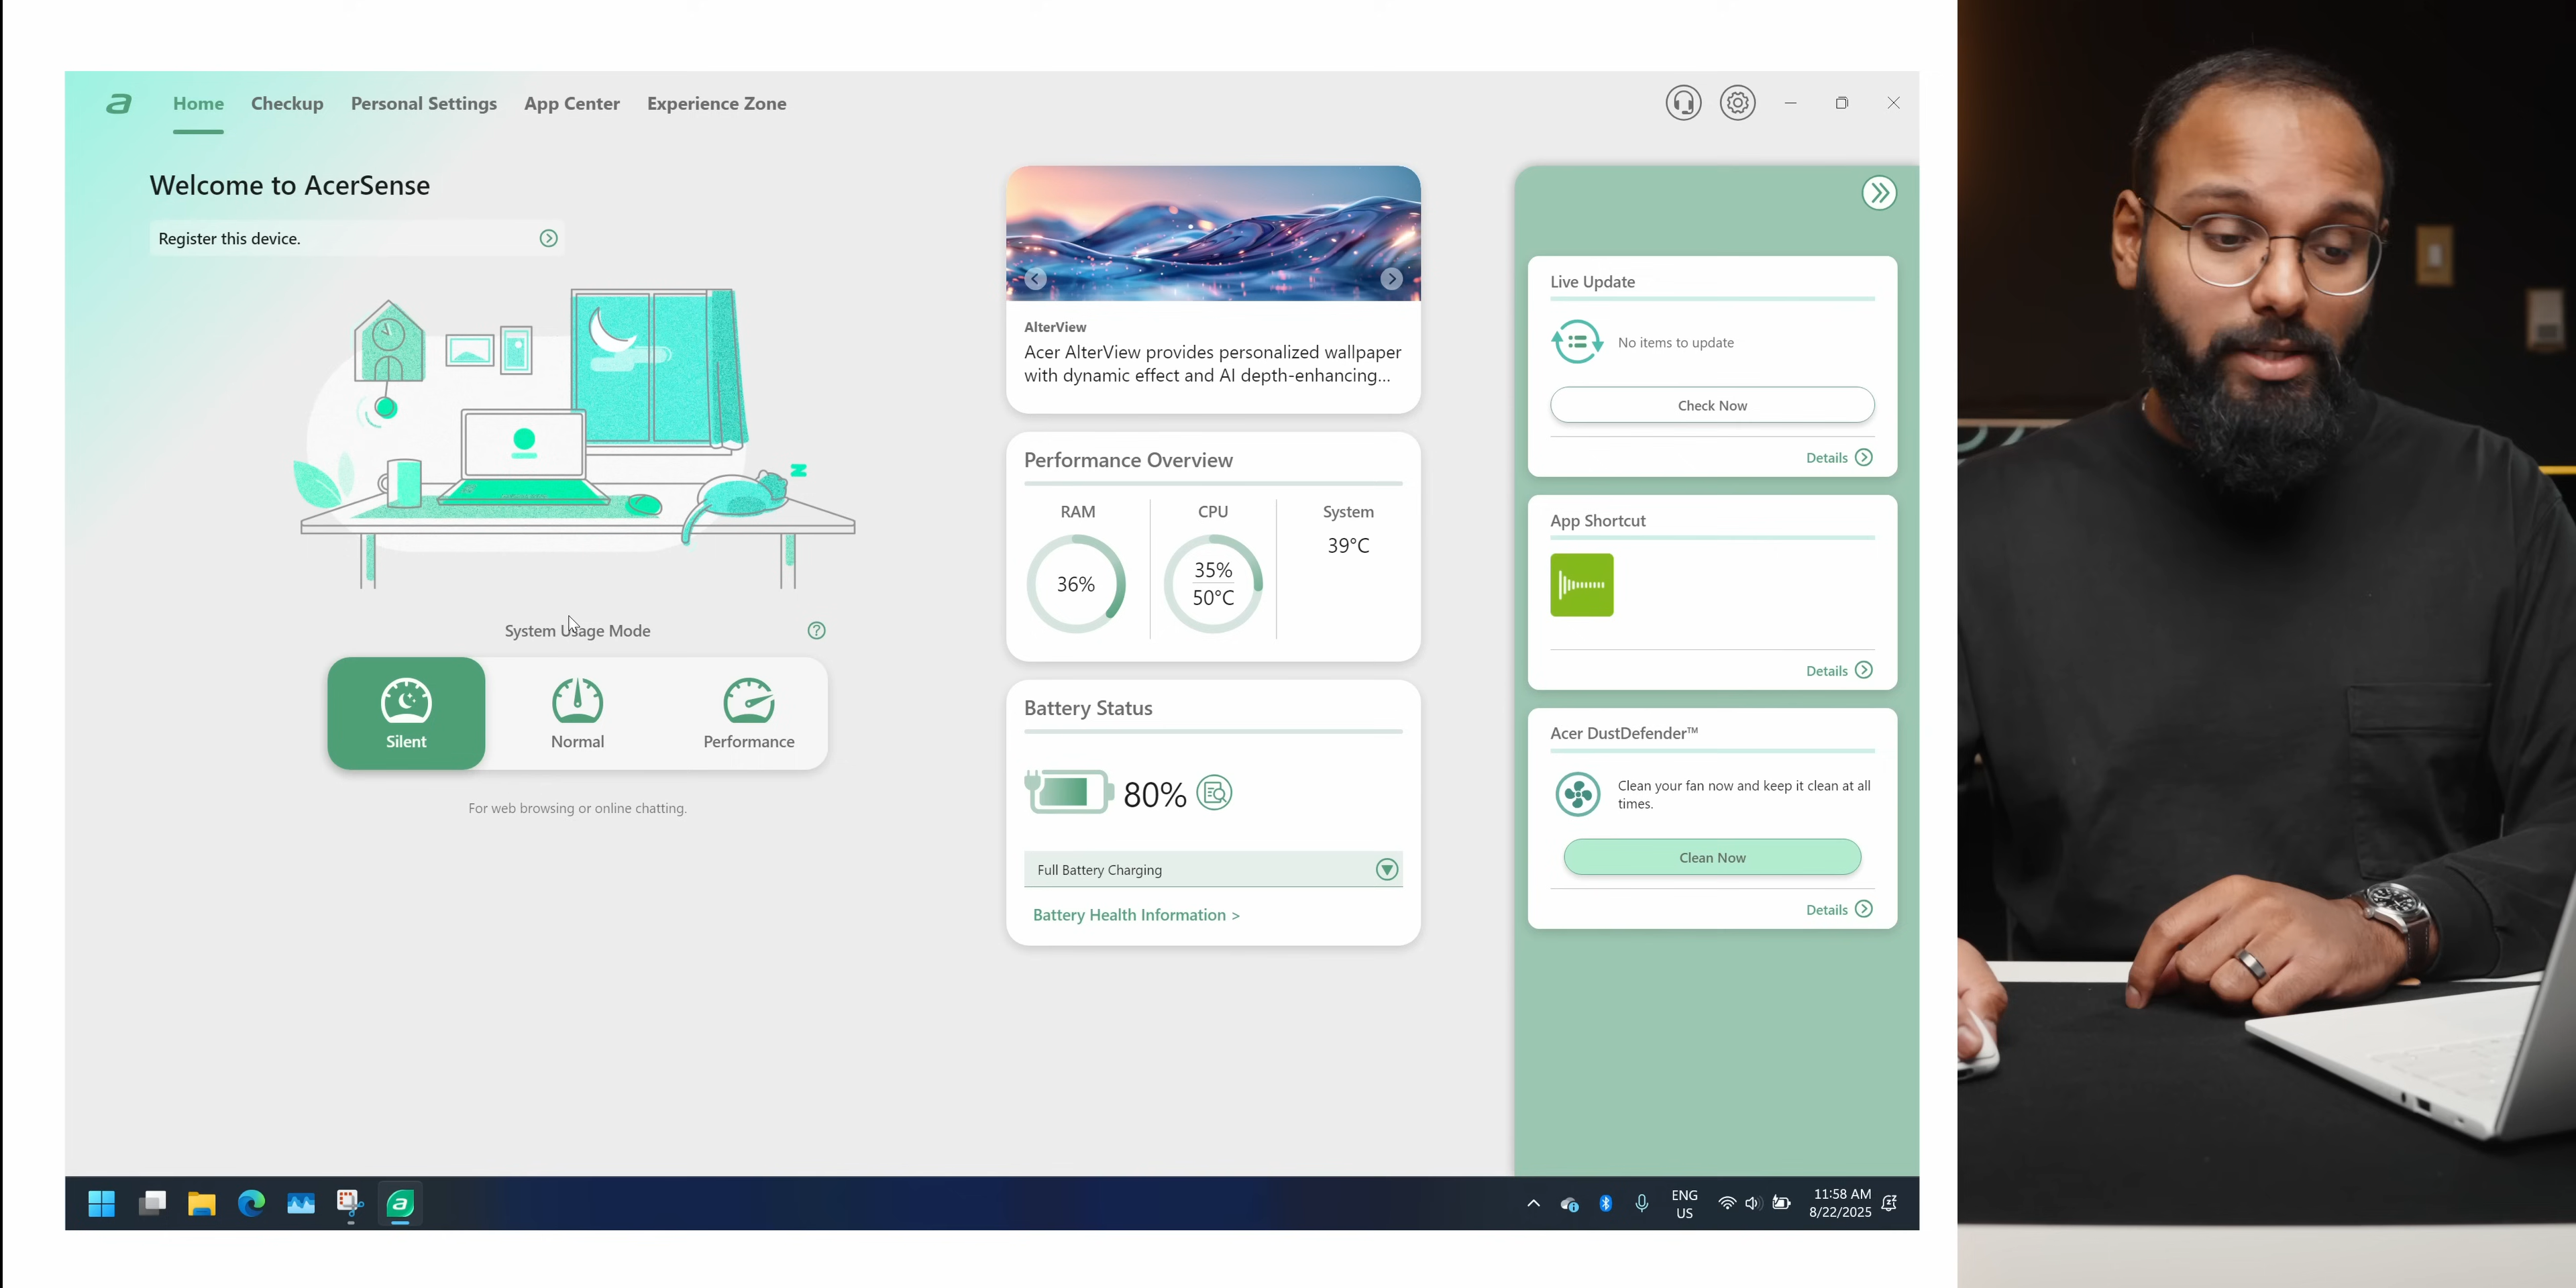 Home
Checkup
Personal Settings
App Center
Experience Zone
Welcome to AcerSense
Register this device.
System Usage Mode
Silent
Normal
Performance
For web browsing or online chatting.
AlterView
Acer AlterView provides personalized wallpaper
with dynamic effect and AI depth-enhancing...
Performance Overview
RAM
CPU
System
36%
35%
50°C
39°C
Battery Status
80%
Full Battery Charging
Battery Health Information >
Live Update
No items to update
Check Now
Details
App Shortcut
Details
Acer DustDefender™
Clean your fan now and keep it clean at all
times.
Clean Now
Details
ENG
US
11:58 AM
8/22/2025